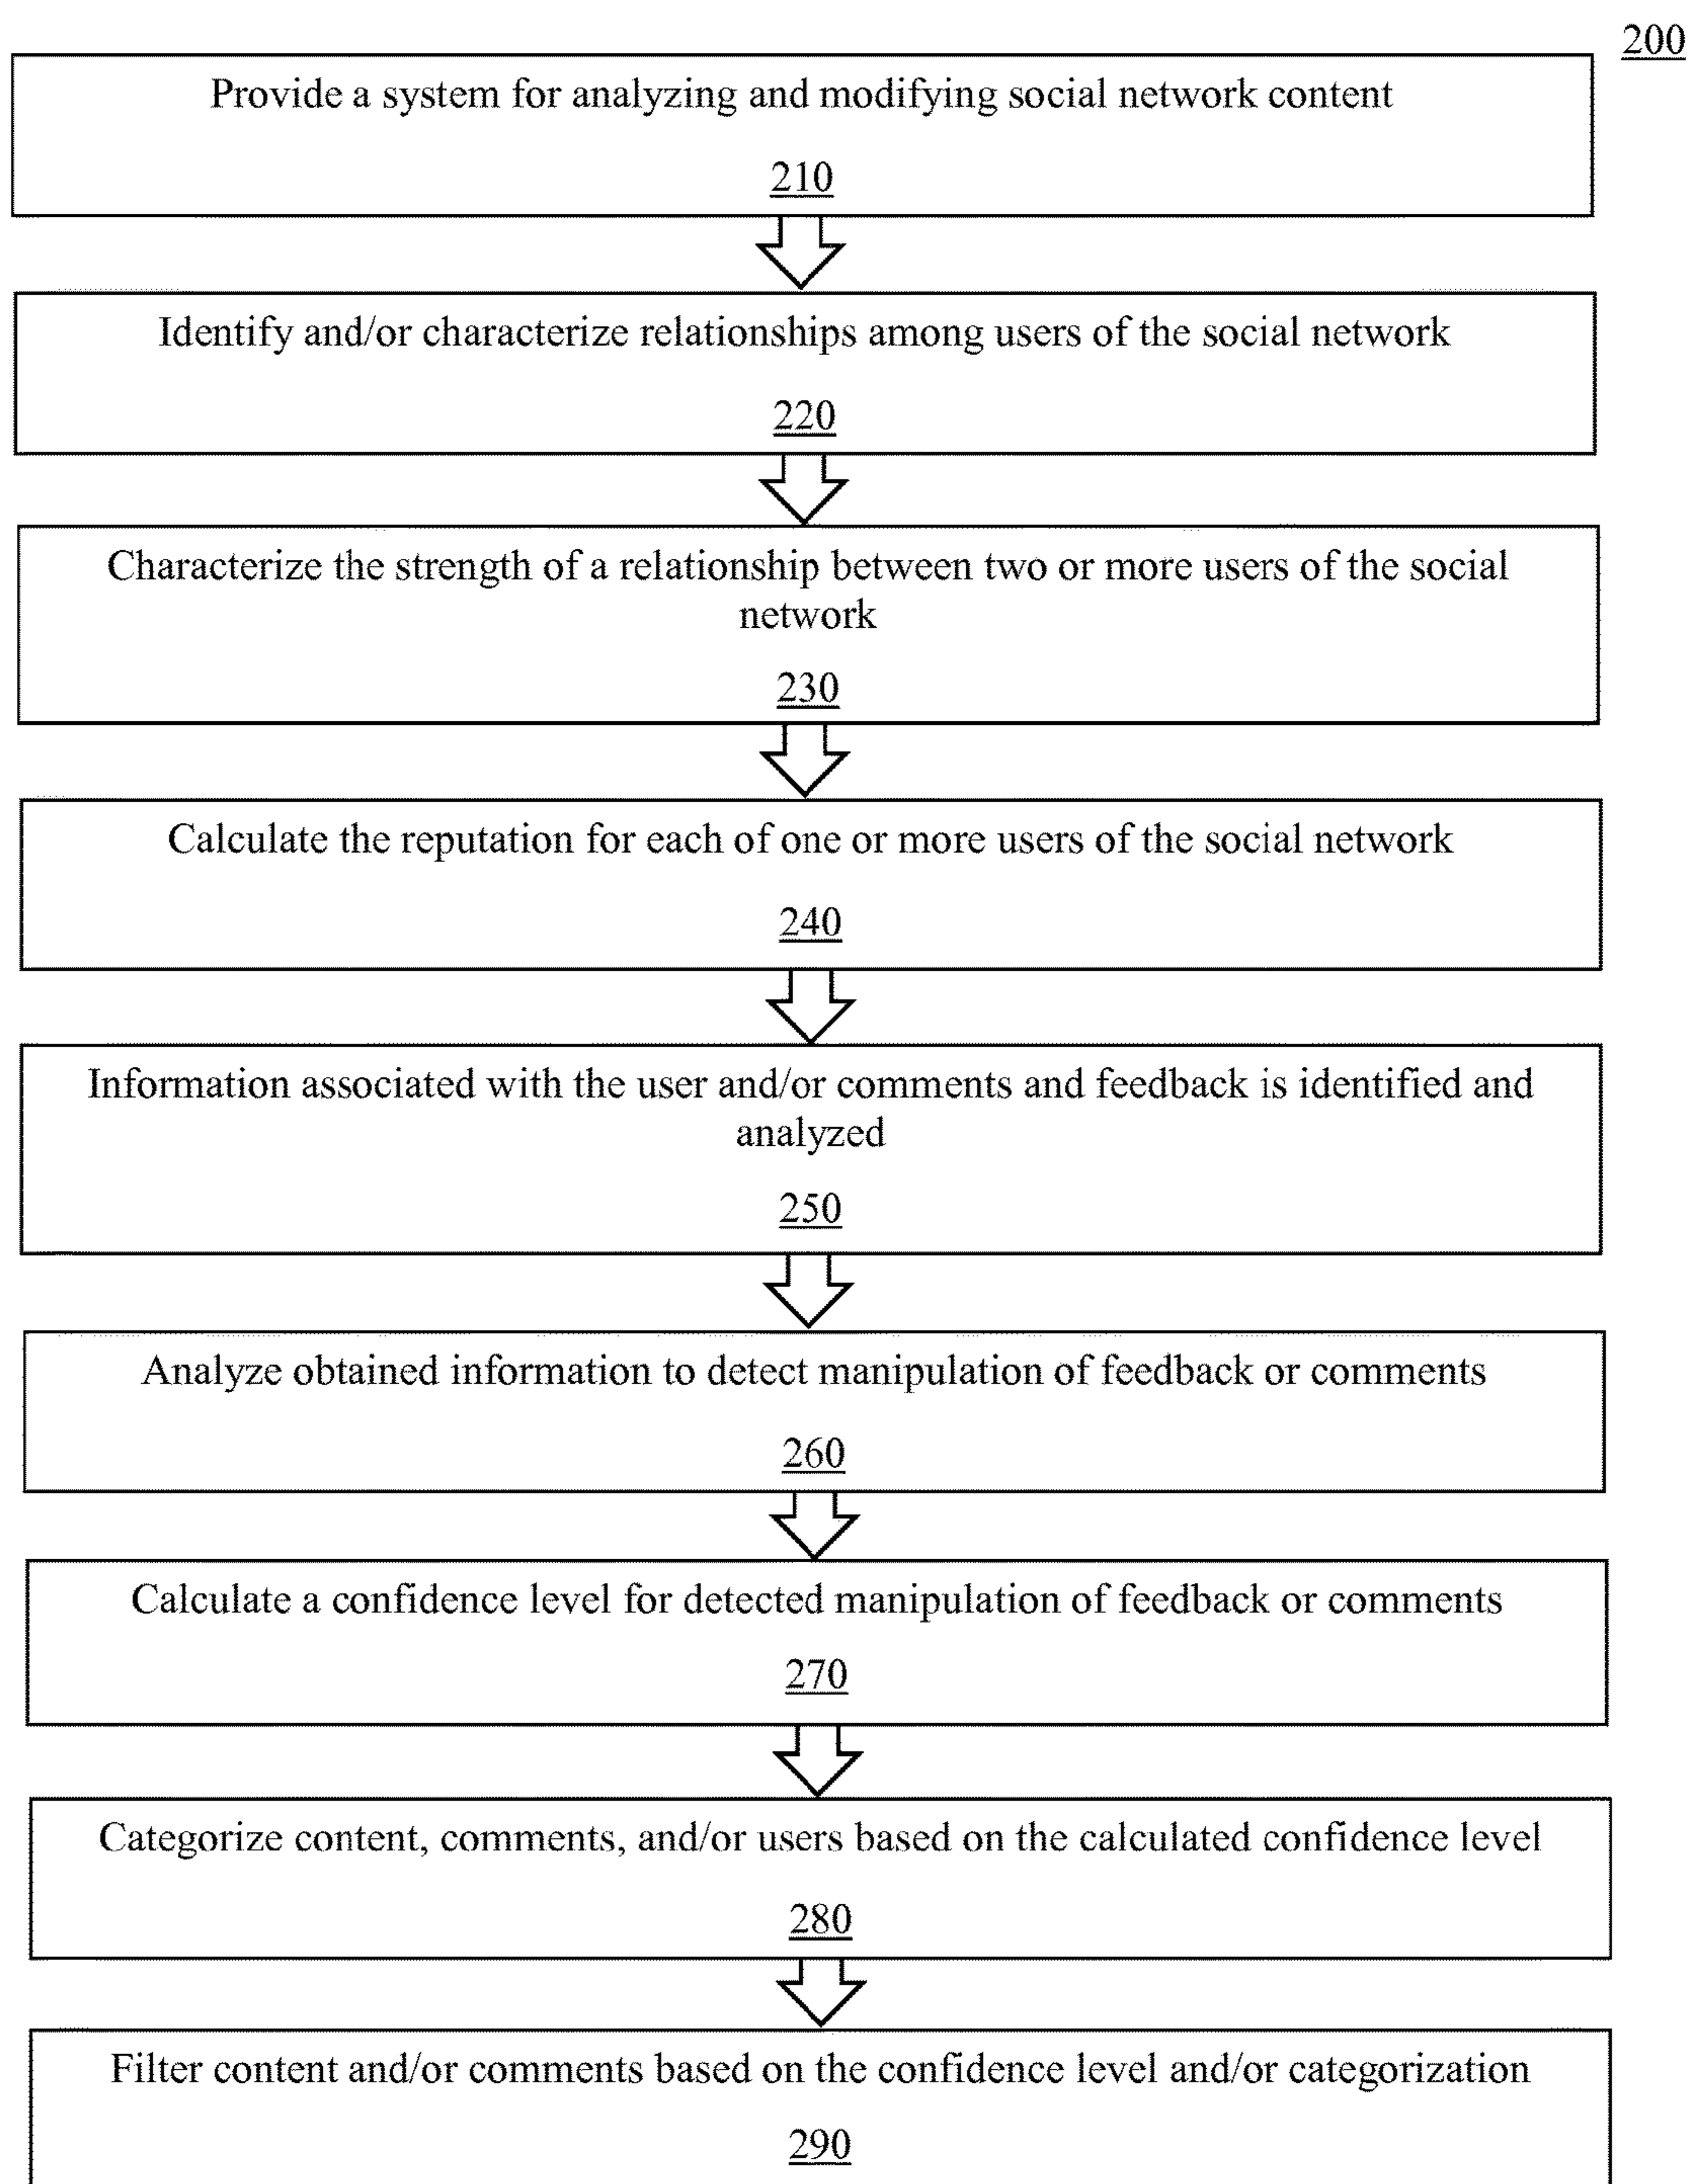 200
Provide a system for analyzing and modifying social network content
210
Identify and/or characterize relationships among users of the social network
220
Characterize the strength of a relationship between two or more users of the social
network
230
Calculate the reputation for each of one or more users of the social network
240
Information associated with the user and/or comments and feedback is identified and
analyzed
250
Analyze obtained information to detect manipulation of feedback or comments
260
Calculate a confidence level for detected manipulation of feedback or comments
270
Categorize content, comments, and/or users based on the calculated confidence level
280
Filter content and/or comments based on the confidence level and/or categorization
290